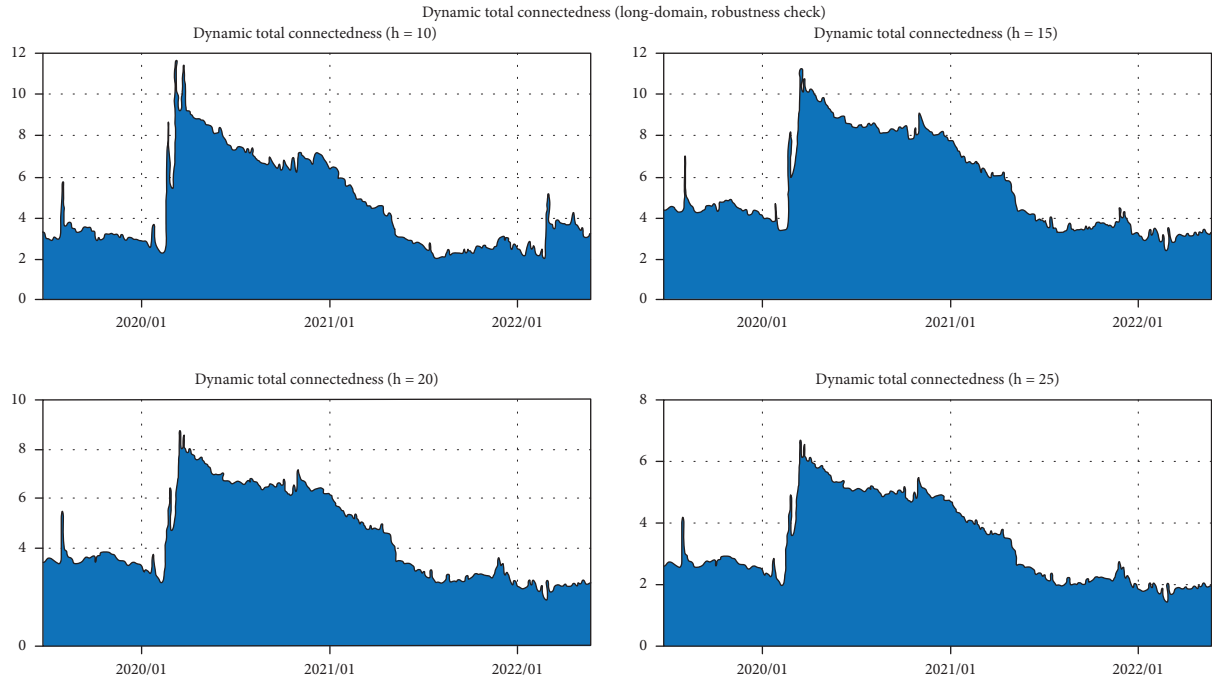 Dynamic total connectedness (long-domain, robustness check)
Dynamic total connectedness (h = 10)
12
10
8
6
4
2
0
2020/01 2021/01 2022/01
Dynamic total connectedness (h = 15)
12
10
8
6
4
2
0
2020/01 2021/01 2022/01
Dynamic total connectedness (h = 20)
10
8
6
4
0
2020/01 2021/01 2022/01
Dynamic total connectedness (h = 25)
8
6
4
2
0
2020/01 2021/01 2022/01